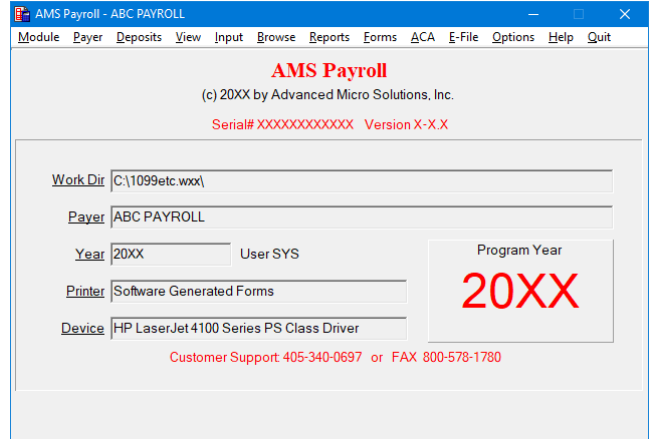 AMS Payroll - ABC PAYROLL
Module Payer Deposits View Input Browse Reports Forms ACA E-File Options Help Quit
AMS Payroll
(c) 20XX by Advanced Micro Solutions, Inc.
Serial# XXXXXXXXXXXX Version X-X.X
Work Dir C:\1099etc.wxx\
Payer ABC PAYROLL
Year 20XX User SYS
Program Year
20XX
Printer Software Generated Forms
Device HP LaserJet 4100 Series PS Class Driver
Customer Support 405-340-0697 or FAX 800-578-1780